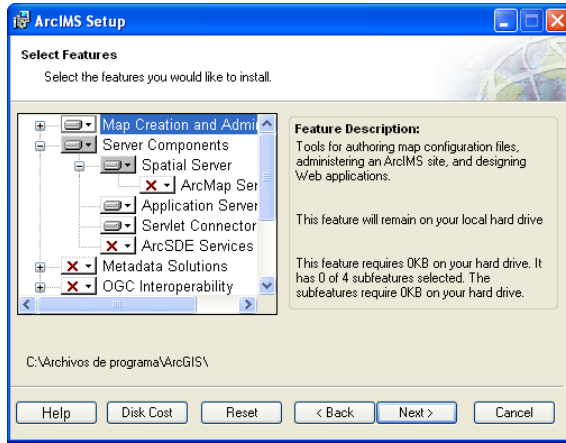 ArcIMS Setup
Select Features
Select the features you would like to install.
Map Creation and Admi
Server Components
Spatial Server
ArcMap Ser
Application Server
Servlet Connector
ArcSDE Services
Metadata Solutions
OGC Interoperability
Feature Description:
Tools for authoring map configuration files,
administering an ArcIMS site, and designing
Web applications.
This feature will remain on your local hard drive
This feature requires 0KB on your hard drive. It
has 0 of 4 subfeatures selected. The
subfeatures require 0KB on your hard drive.
C:\Archivos de programa\ArcGIS\
Help
Disk Cost
Reset
< Back
Next >
Cancel